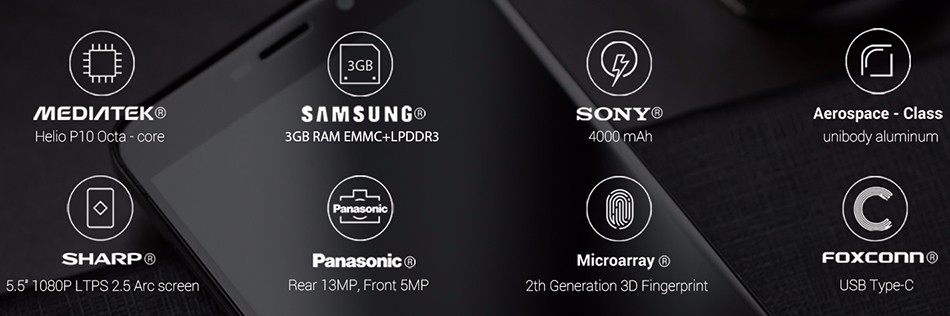 3GB
MEDIATEK®
Helio P10 Octa - core
SAMSUNG®
3GB RAM EMMC+LPDDR3
SONY®
4000 mAh
Aerospace - Class
unibody aluminum
Panasonic
SHARP®
5.5" 1080P LTPS 2.5 Arc screen
Panasonic®
Rear 13MP, Front 5MP
Microarray®
2th Generation 3D Fingerprint
FOXCONN®
USB Type-C